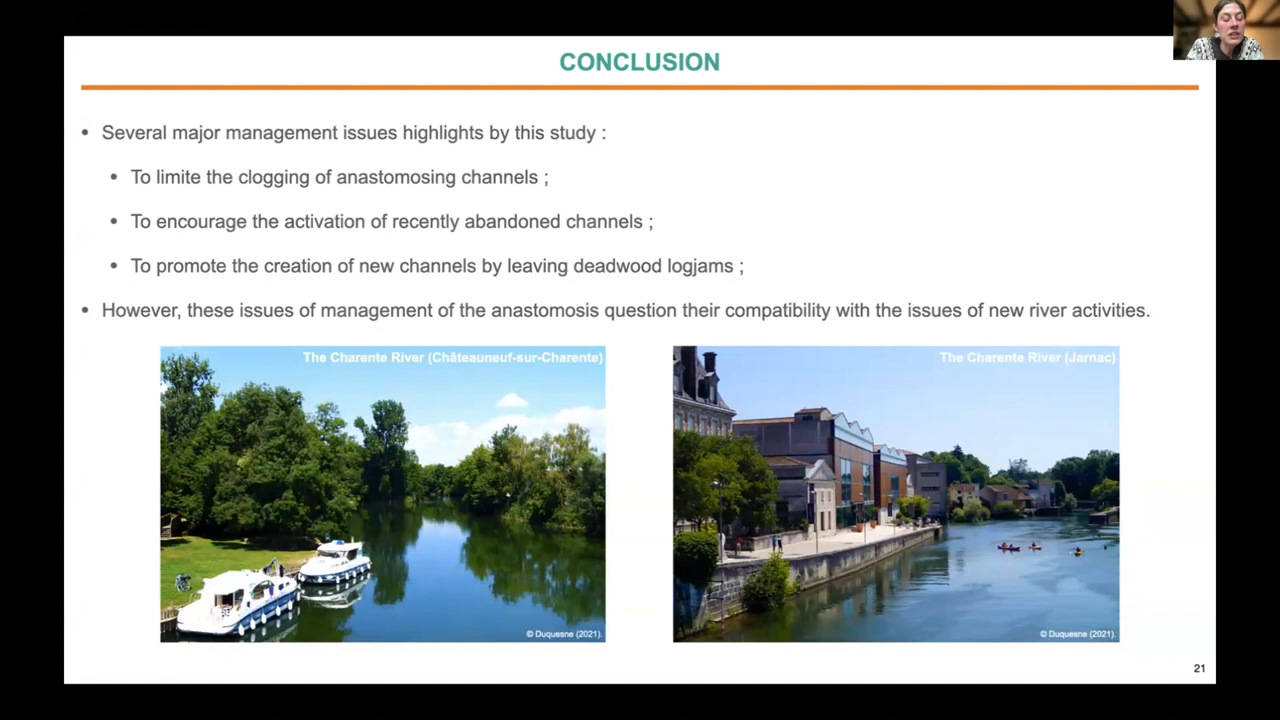 CONCLUSION
• Several major management issues highlights by this study :
• To limite the clogging of anastomosing channels ;
• To encourage the activation of recently abandoned channels ;
• To promote the creation of new channels by leaving deadwood logjams ;
• However, these issues of management of the anastomosis question their compatibility with the issues of new river activities.
The Charente River (Châteauneuf-sur-Charente)
© Duquesne (2021).
The Charente River (Jarnac)
© Duquesne (2021).
21